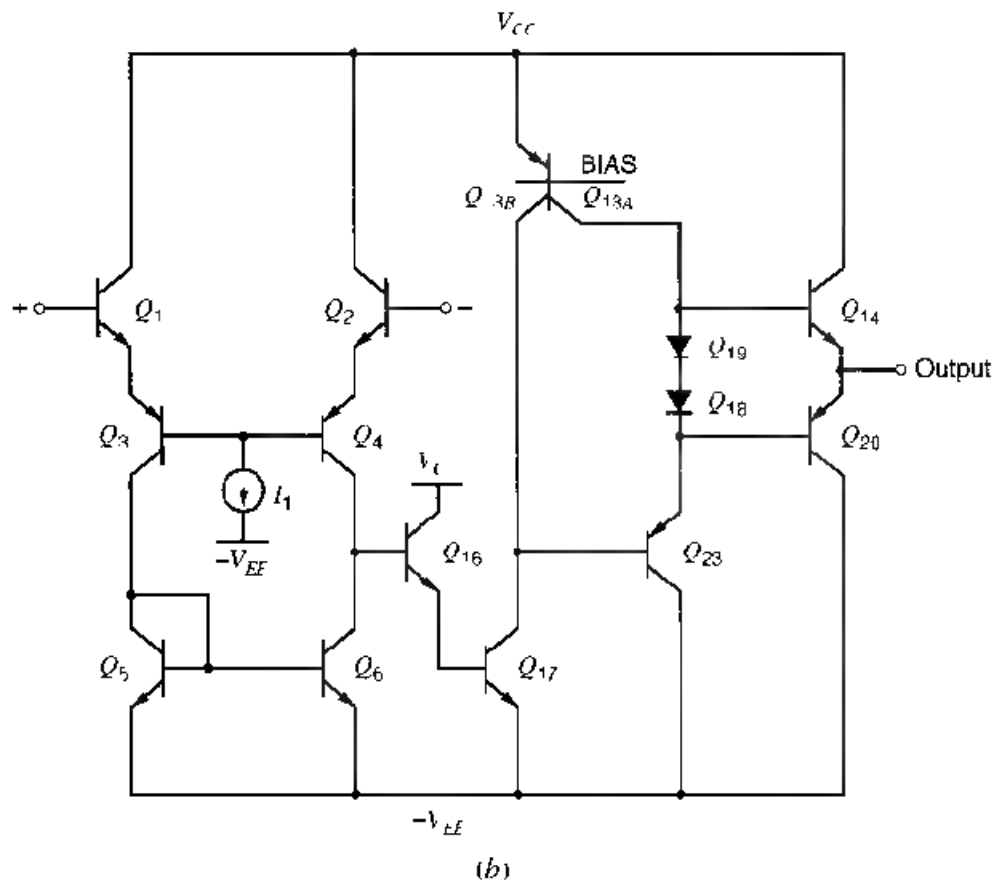 V_CC
BIAS
Q_13A
+
Q_1
Q_2
−
Q_14
Q_19
Output
Q_18
Q_3
Q_4
Q_20
I_1
−V_EE
Q_16
Q_23
Q_5
Q_6
Q_17
−V_EE
(b)